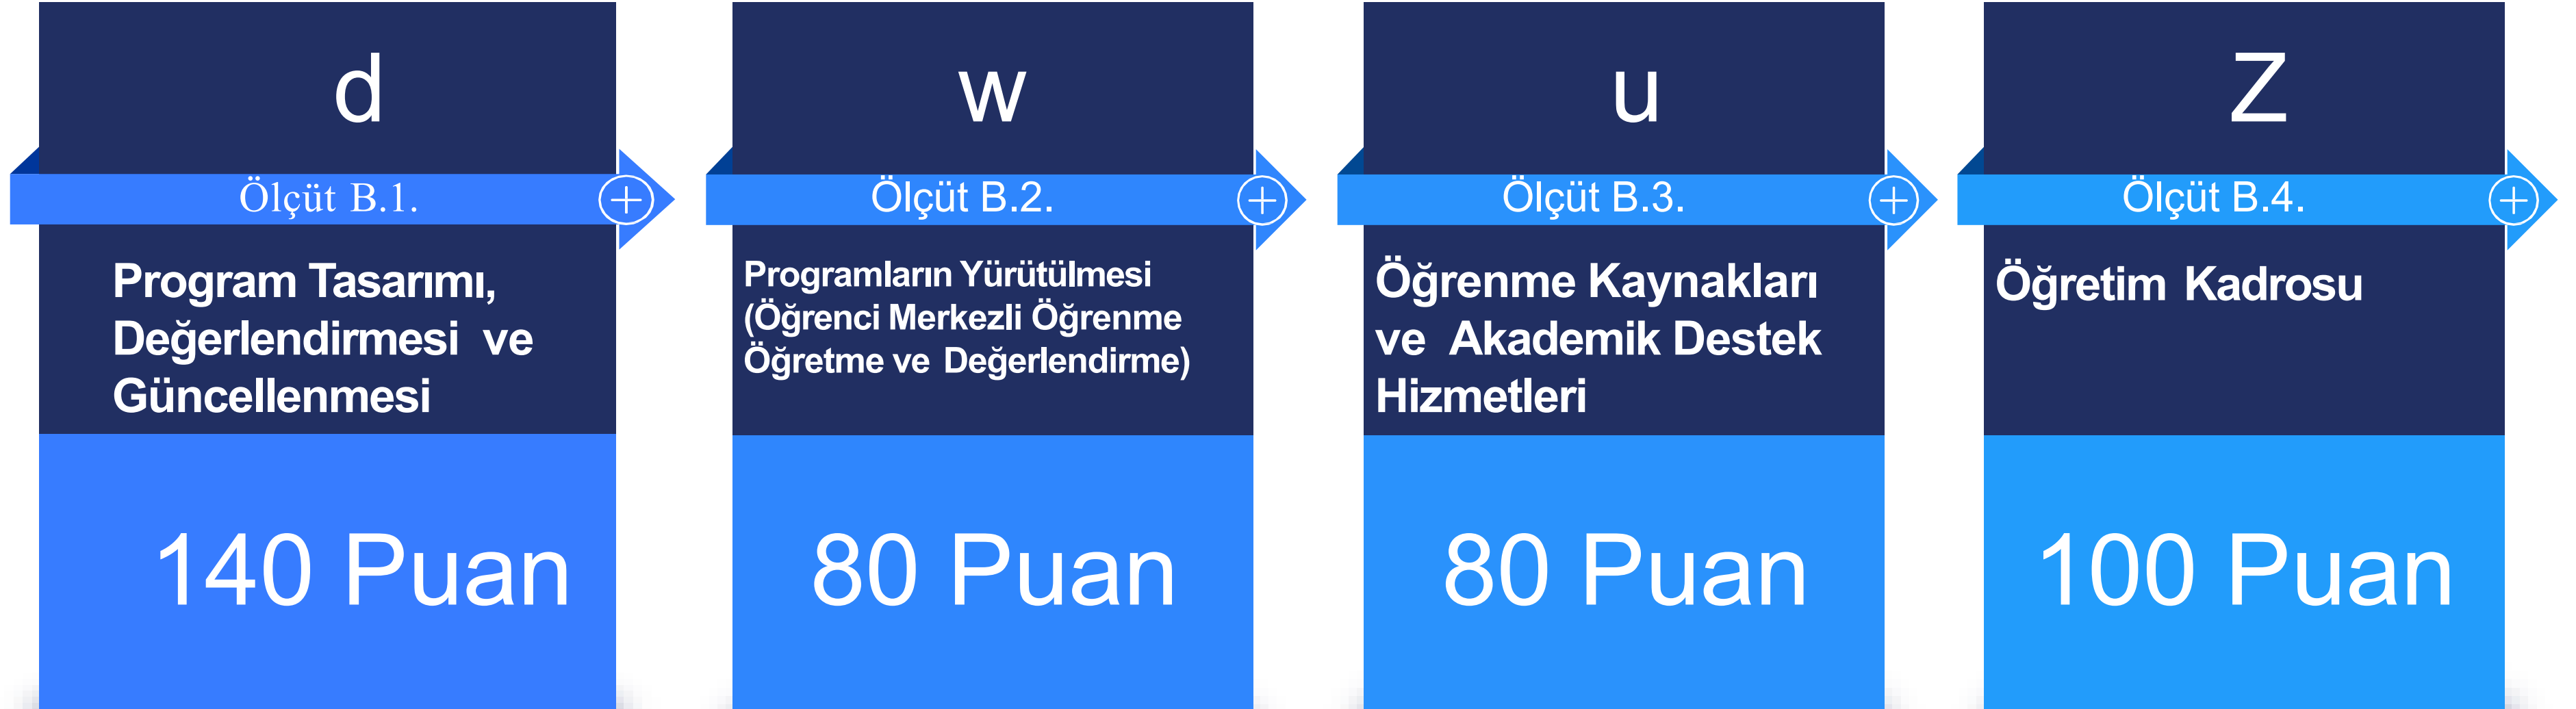 d
Ölçüt B.1.
Program Tasarımı,
Değerlendirmesi ve
Güncellenmesi
140 Puan
w
Ölçüt B.2.
Programların Yürütülmesi
(Öğrenci Merkezli Öğrenme
Öğretme ve Değerlendirme)
80 Puan
u
Ölçüt B.3.
Öğrenme Kaynakları
ve Akademik Destek
Hizmetleri
80 Puan
Z
Ölçüt B.4.
Öğretim Kadrosu
100 Puan